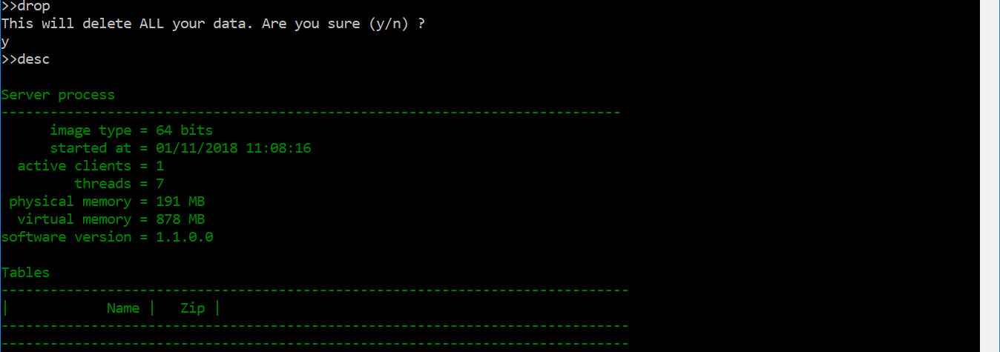 >>drop
This will delete ALL your data. Are you sure (y/n) ?
y
>>desc
Server process
----------------------------------------------------------------------------
image type = 64 bits
started at = 01/11/2018 11:08:16
active clients = 1
threads = 7
physical memory = 191 MB
virtual memory = 878 MB
software version = 1.1.0.0
Tables
-----------------------------------------------------------------------------
|            Name |   Zip |
-----------------------------------------------------------------------------
-----------------------------------------------------------------------------